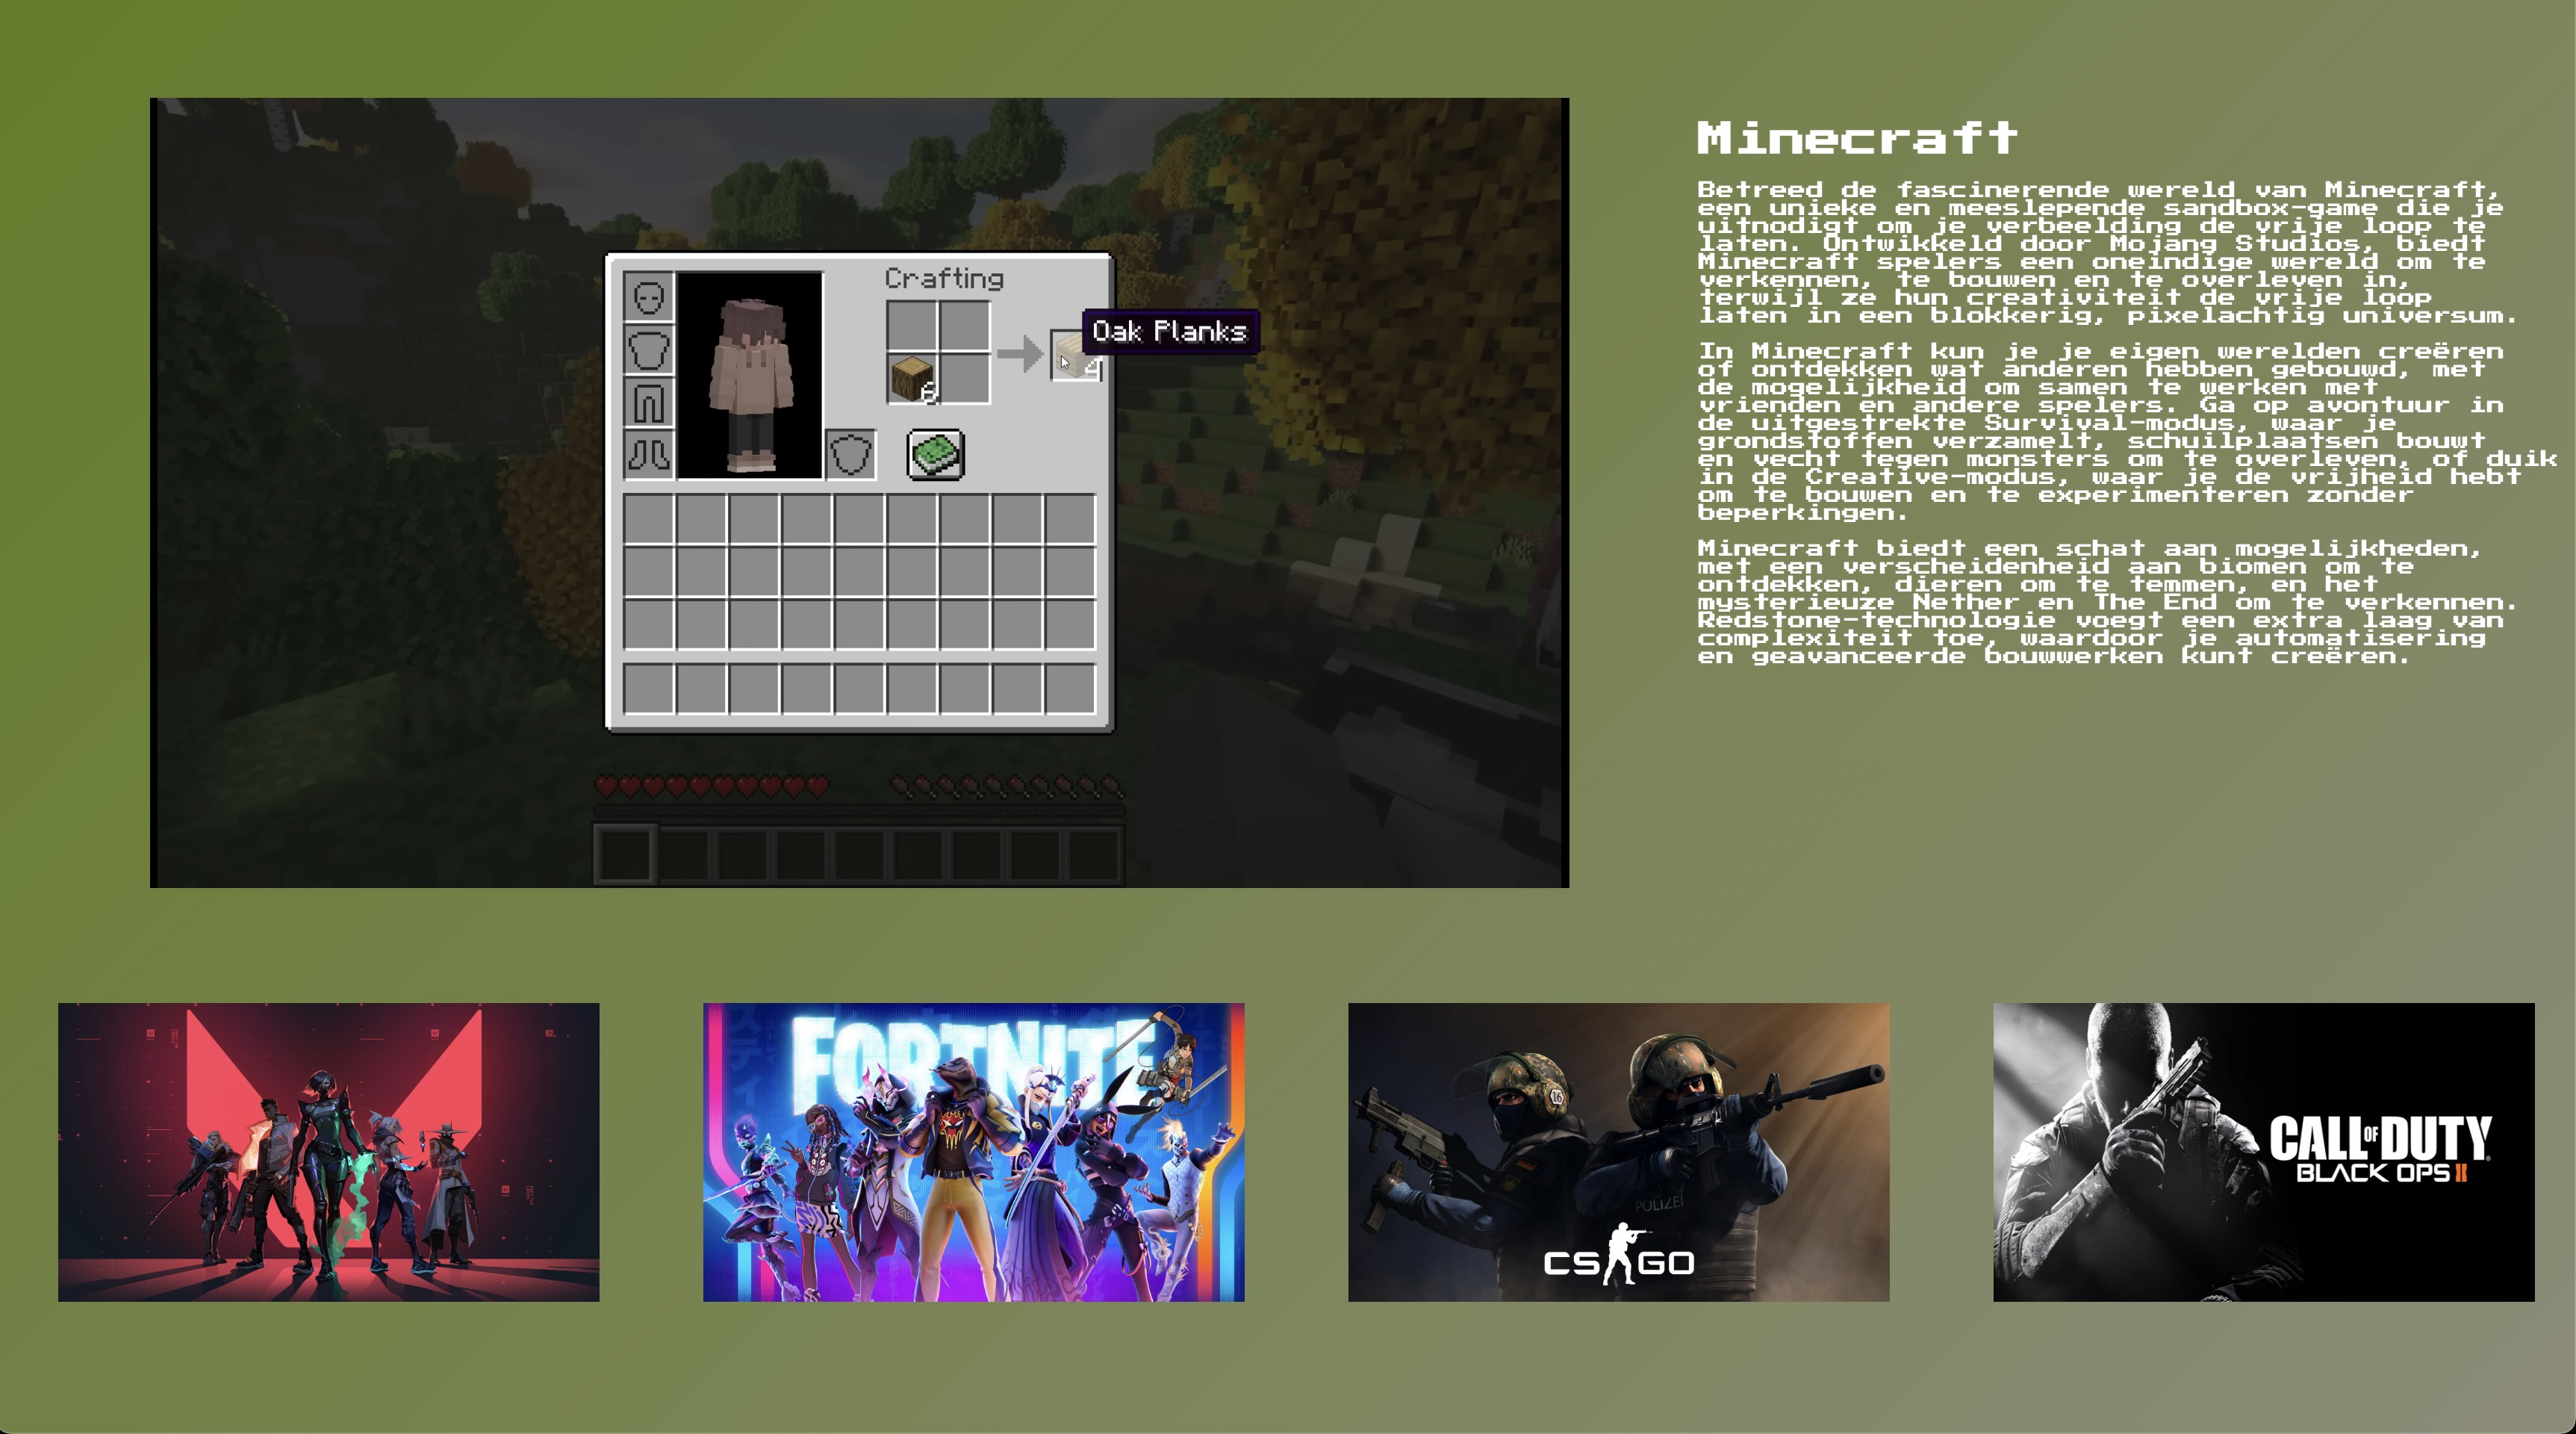 Minecraft
Betreed de fascinerende wereld van Minecraft,
een unieke en meeslepende sandbox-game die je
uitnodigt om je verbeelding de vrije loop te
laten. Ontwikkeld door Mojang Studios, biedt
Minecraft spelers een oneindige wereld om te
verkennen, te bouwen en te overleven in,
terwijl ze hun creativiteit de vrije loop
laten in een blokkerig, pixelachtig universum.
In Minecraft kun je je eigen werelden creëren
of ontdekken wat anderen hebben gebouwd, met
de mogelijkheid om samen te werken met
vrienden en andere spelers. Ga op avontuur in
de uitgestrekte Survival-modus, waar je
grondstoffen verzamelt, schuilplaatsen bouwt
en vecht tegen monsters om te overleven, of duik
in de Creative-modus, waar je de vrijheid hebt
om te bouwen en te experimenteren zonder
beperkingen.
Minecraft biedt een schat aan mogelijkheden,
met een verscheidenheid aan biomen om te
ontdekken, dieren om te temmen, en het
mysterieuze Nether en The End om te verkennen.
Redstone-technologie voegt een extra laag van
complexiteit toe, waardoor je automatisering
en geavanceerde bouwwerken kunt creëren.
Crafting
Oak Planks
6
4
FORTNITE
16
POLIZEI
CS GO
CALL OF DUTY
BLACK OPS II